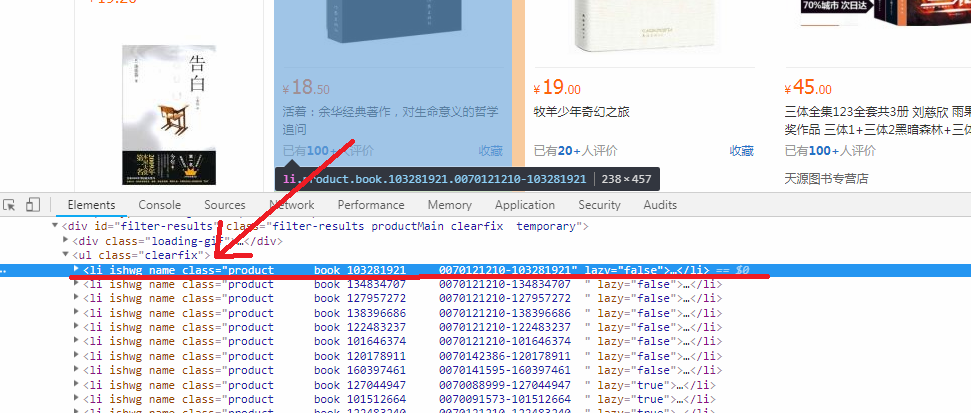 70%城市 次日达
¥18.50
¥19.00
¥45.00
告白
活着：余华经典著作，对生命意义的哲学
追问
牧羊少年奇幻之旅
三体全集123全套共3册 刘慈欣 雨果
奖作品 三体1+三体2黑暗森林+三
已有100+人评价 收藏
已有20+人评价 收藏
已有100+人评价
天源图书专营店
li.product.book.103281921.0070121210-103281921 238×457
Elements Console Sources Network Performance Memory Application Security Audits
<div id="filter-results" class="filter-results productMain clearfix  temporary">
<div class="loading-gif">…</div>
<ul class="clearfix">
… <li ishwg name class="product      book 103281921     0070121210-103281921" lazy="false">…</li> == $0
<li ishwg name class="product      book 134834707     0070121210-134834707  " lazy="false">…</li>
<li ishwg name class="product      book 127957272     0070121210-127957272  " lazy="false">…</li>
<li ishwg name class="product      book 138396686     0070121210-138396686  " lazy="false">…</li>
<li ishwg name class="product      book 122483237     0070121210-122483237  " lazy="false">…</li>
<li ishwg name class="product      book 101646374     0070121210-101646374  " lazy="false">…</li>
<li ishwg name class="product      book 120178911     0070142386-120178911  " lazy="false">…</li>
<li ishwg name class="product      book 160397461     0070141595-160397461  " lazy="false">…</li>
<li ishwg name class="product      book 127044947     0070088999-127044947  " lazy="true">…</li>
<li ishwg name class="product      book 101512664     0070091573-101512664  " lazy="true">…</li>
<li ishwg name class="product      book 122483240     0070121210-122483240  " lazy="true">…</li>